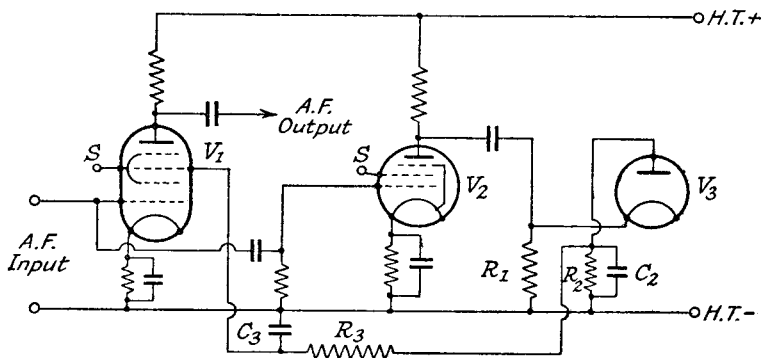 H.T.+
A.F.
Output
S
V1
S
V2
V3
A.F.
Input
R1
R2
C2
C3
R3
H.T.-